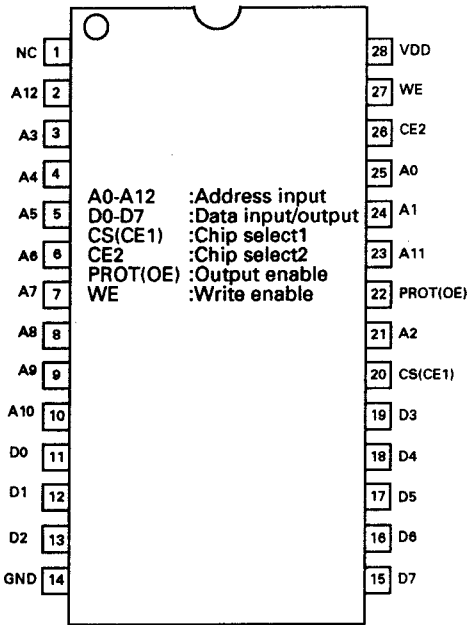 NC 1
A12 2
A3 3
A4 4
A5 5
A6 6
A7 7
A8 8
A9 9
A10 10
D0 11
D1 12
D2 13
GND 14
A0-A12 :Address input
D0-D7 :Data input/output
CS(CE1) :Chip select1
CE2 :Chip select2
PROT(OE) :Output enable
WE :Write enable
28 VDD
27 WE
26 CE2
25 A0
24 A1
23 A11
22 PROT(OE)
21 A2
20 CS(CE1)
19 D3
18 D4
17 D5
16 D6
15 D7